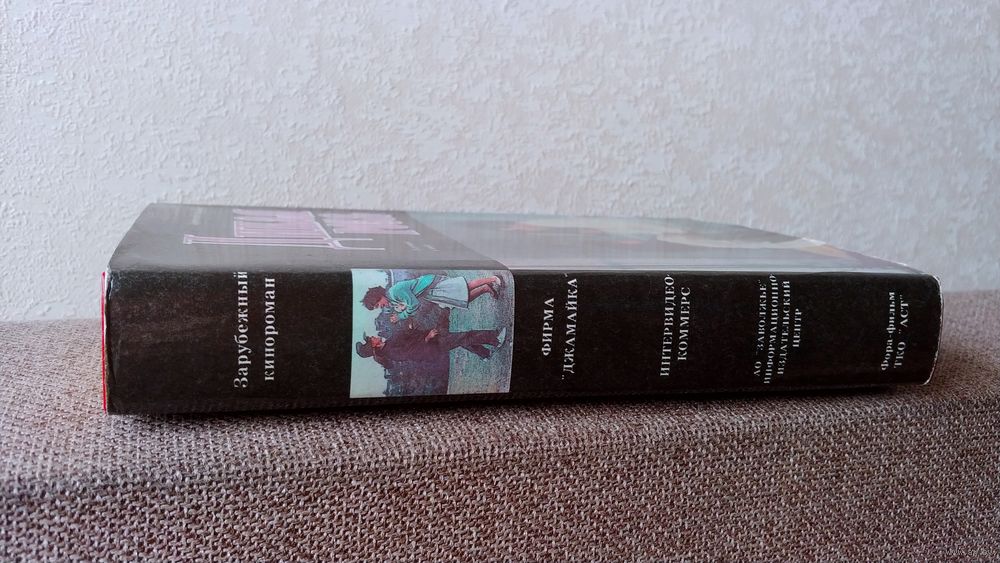 Зарубежный
кинороман
ФИРМА
"ДЖАМАЙКА"
ИНТЕРВИДЕО
КОММЕРС
АО "ЗАВОЛЖЬЕ"
ИНФОРМАЦИОННО
ИЗДАТЕЛЬСКИЙ
ЦЕНТР
Фора-фильм
ТКО "АСТ"